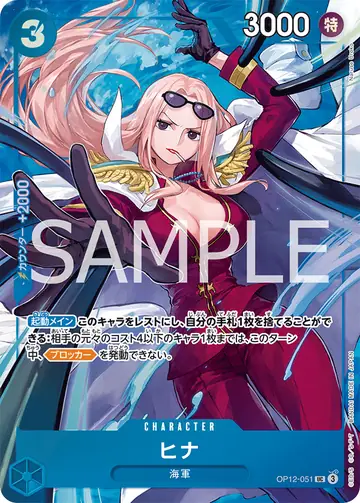 3
3000
特
カウンター +2000
SAMPLE
起動メイン このキャラをレストにし、自分の手札1枚を捨てることがで
きる：相手の元々のコスト4以下のキャラ1枚までは、このターン
中、ブロッカー を発動できない。
CHARACTER
ヒナ
海軍
OP12-051 UC 3